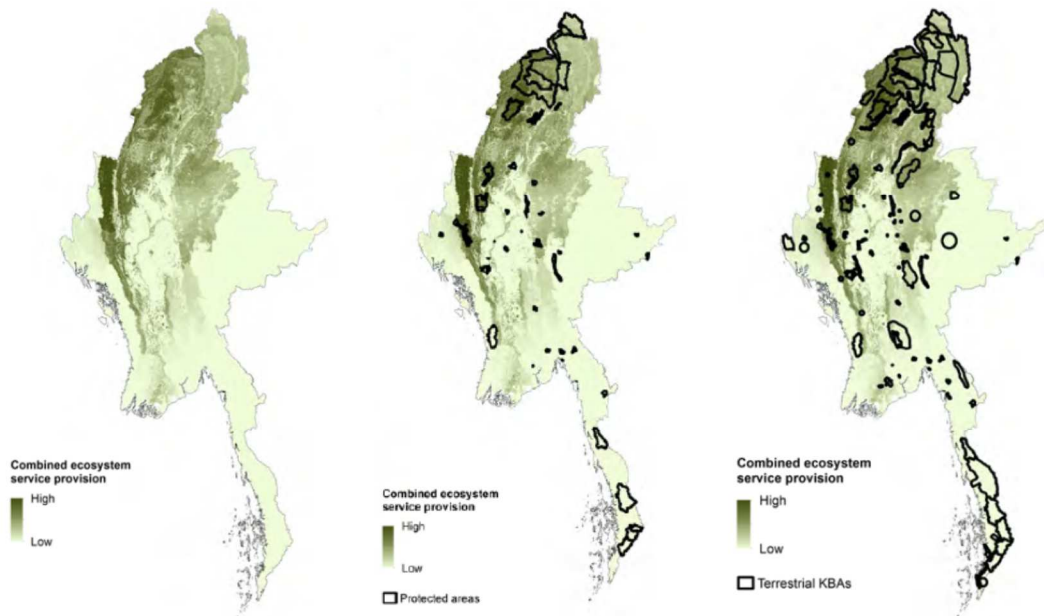 Combined ecosystem
service provision
High
Low
Combined ecosystem
service provision
High
Low
Protected areas
Combined ecosystem
service provision
High
Low
Terrestrial KBAs